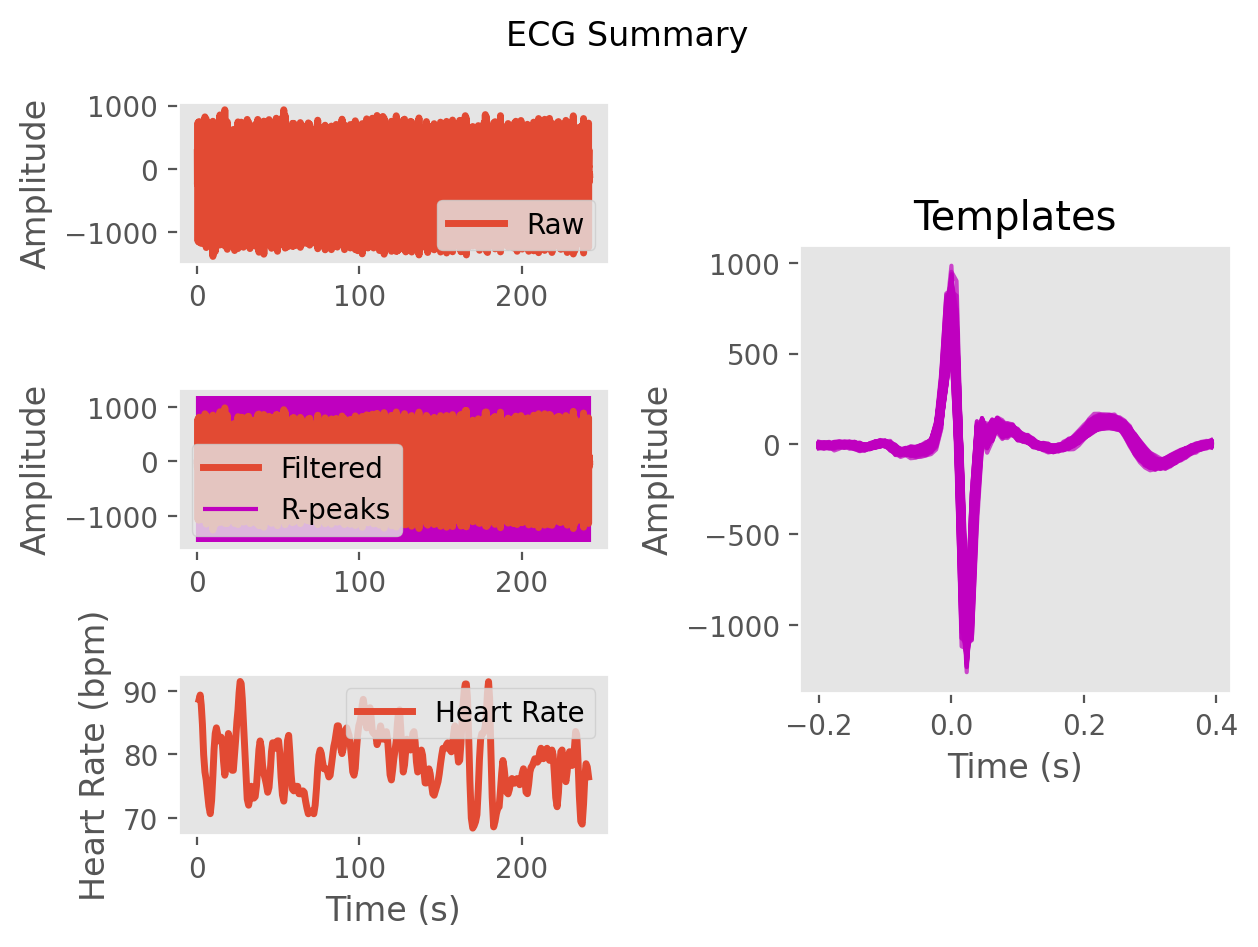 ECG Summary
Amplitude
1000
0
−1000
Raw
0 100 200
Amplitude
1000
0
−1000
Filtered
R-peaks
0 100 200
Heart Rate (bpm)
90
80
70
Heart Rate
0 100 200
Time (s)
Templates
Amplitude
1000
500
0
−500
−1000
−0.2 0.0 0.2 0.4
Time (s)